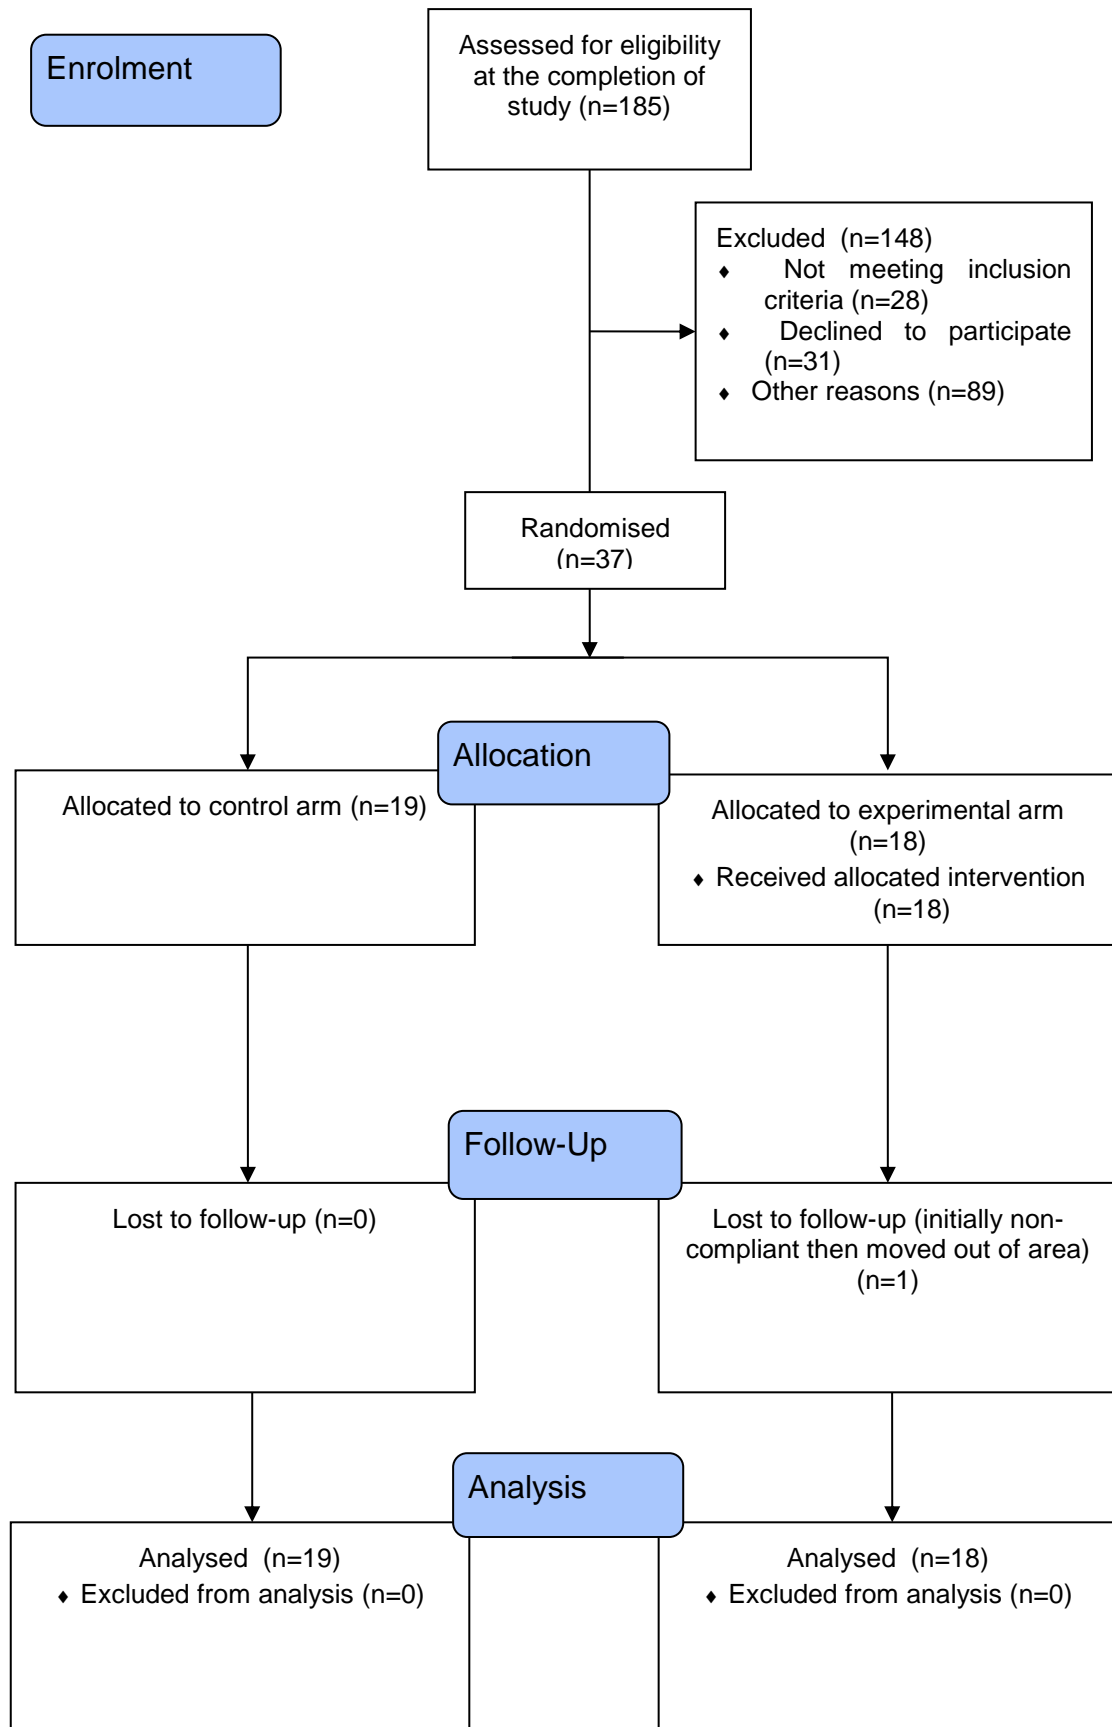 Enrolment
Assessed for eligibility
at the completion of
study (n=185)
Excluded  (n=148)
♦ Not meeting inclusion
criteria (n=28)
♦ Declined to participate
(n=31)
♦ Other reasons (n=89)
Randomised
(n=37)
Allocation
Allocated to control arm (n=19)
Allocated to experimental arm
(n=18)
♦ Received allocated intervention
(n=18)
Follow-Up
Lost to follow-up (n=0)
Lost to follow-up (initially non-
compliant then moved out of area)
(n=1)
Analysis
Analysed  (n=19)
♦ Excluded from analysis (n=0)
Analysed  (n=18)
♦ Excluded from analysis (n=0)